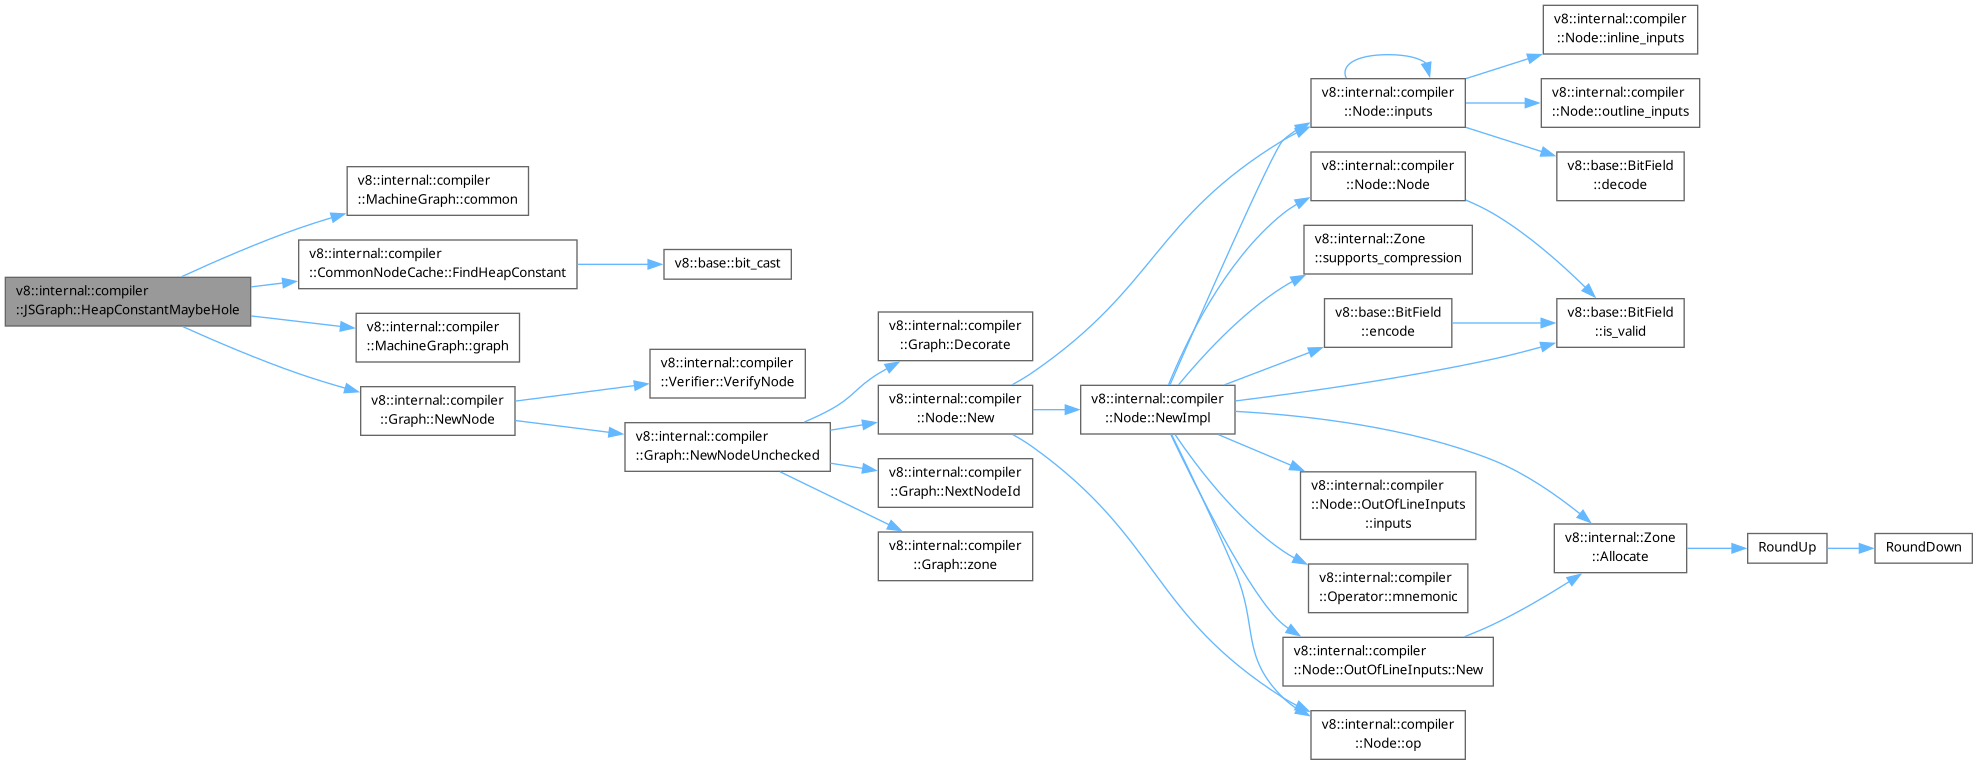 v8::internal::compiler
::JSGraph::HeapConstantMaybeHole
v8::internal::compiler
::MachineGraph::common
v8::internal::compiler
::CommonNodeCache::FindHeapConstant
v8::base::bit_cast
v8::internal::compiler
::MachineGraph::graph
v8::internal::compiler
::Graph::NewNode
v8::internal::compiler
::Verifier::VerifyNode
v8::internal::compiler
::Graph::NewNodeUnchecked
v8::internal::compiler
::Graph::Decorate
v8::internal::compiler
::Node::New
v8::internal::compiler
::Graph::NextNodeId
v8::internal::compiler
::Graph::zone
v8::internal::compiler
::Node::NewImpl
v8::internal::compiler
::Node::inputs
v8::internal::compiler
::Node::Node
v8::internal::Zone
::supports_compression
v8::base::BitField
::encode
v8::internal::compiler
::Node::OutOfLineInputs
::inputs
v8::internal::compiler
::Operator::mnemonic
v8::internal::compiler
::Node::OutOfLineInputs::New
v8::internal::compiler
::Node::op
v8::internal::compiler
::Node::inline_inputs
v8::internal::compiler
::Node::outline_inputs
v8::base::BitField
::decode
v8::base::BitField
::is_valid
v8::internal::Zone
::Allocate
RoundUp
RoundDown